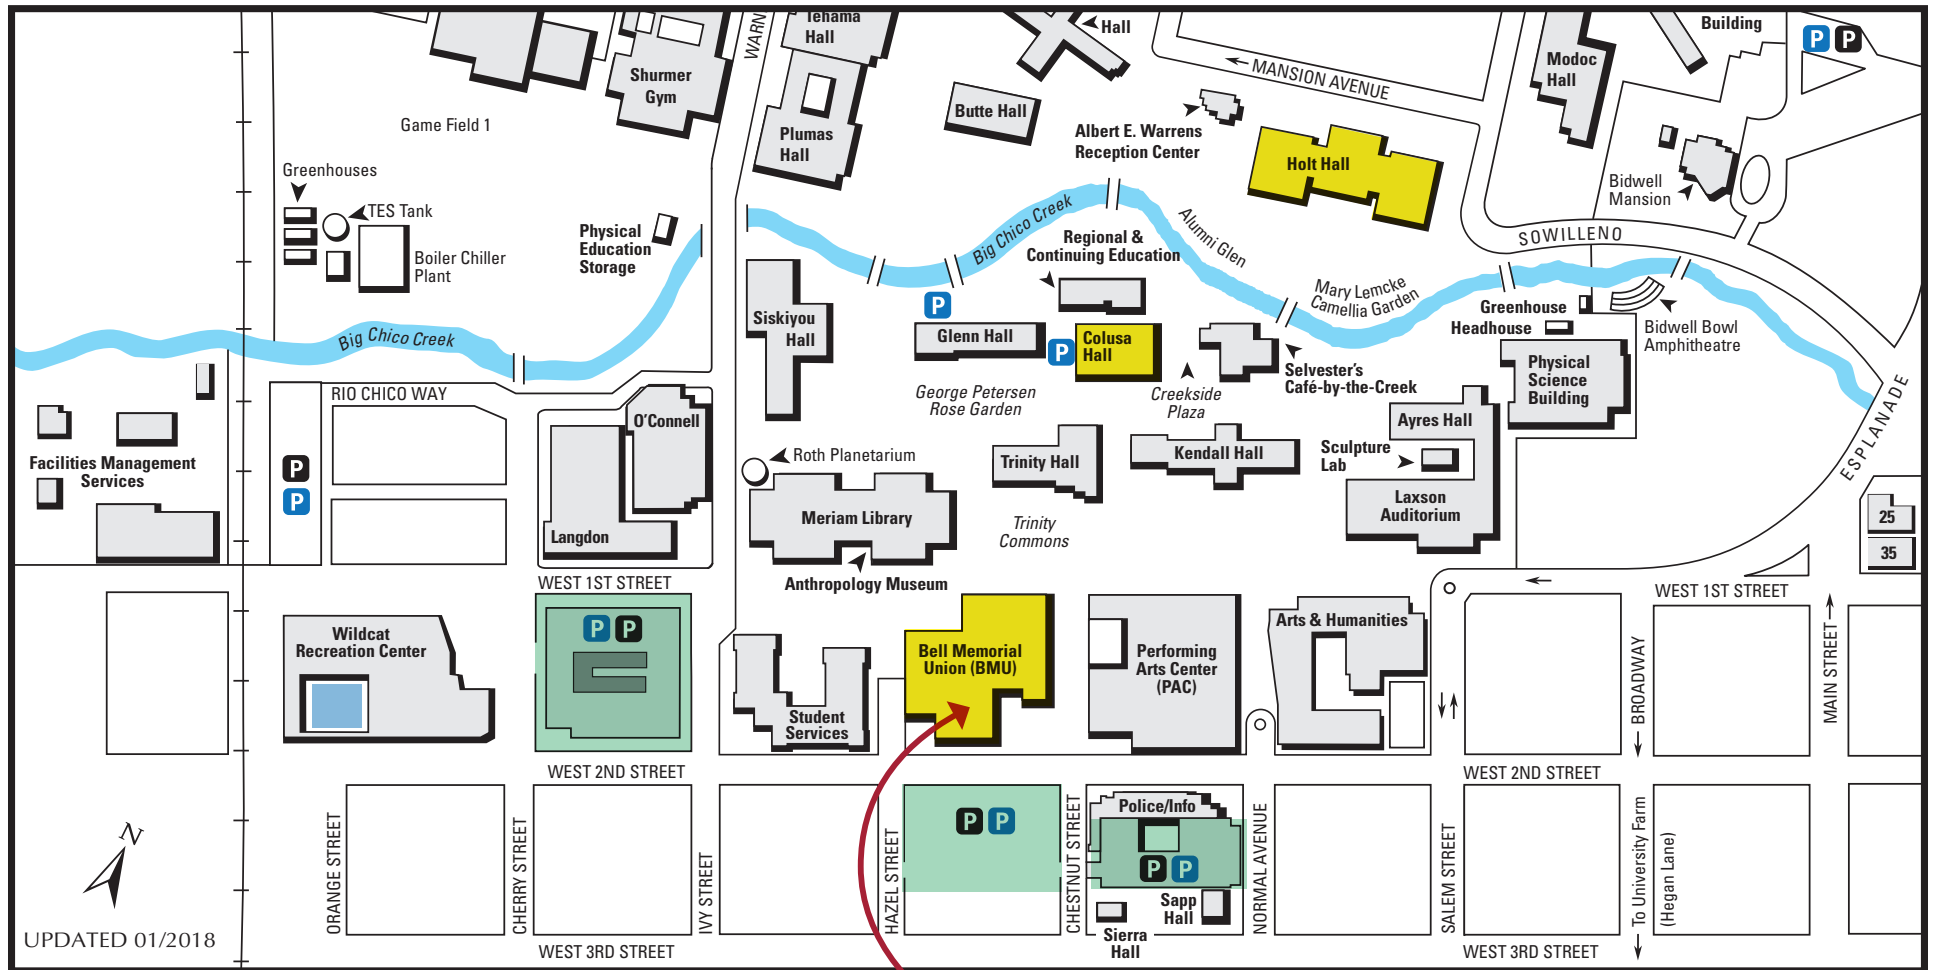 Tehama
Hall
WARN
Hall
Building
P
P
Shurmer
Gym
Modoc
Hall
MANSION AVENUE
Game Field 1
Butte Hall
Plumas
Hall
Albert E. Warrens
Reception Center
Holt Hall
Greenhouses
TES Tank
Boiler Chiller
Plant
Physical
Education
Storage
Bidwell
Mansion
Big Chico Creek
Alumni Glen
Regional &
Continuing Education
SOWILLENO
Mary Lemcke
Camellia Garden
Siskiyou
Hall
P
Glenn Hall
P
Colusa
Hall
Greenhouse
Headhouse
Bidwell Bowl
Amphitheatre
Big Chico Creek
Selvester's
Café-by-the-Creek
Physical
Science
Building
RIO CHICO WAY
George Petersen
Rose Garden
Creekside
Plaza
O'Connell
Ayres Hall
ESPLANADE
Facilities Management
Services
P
P
Roth Planetarium
Trinity Hall
Kendall Hall
Sculpture
Lab
Meriam Library
Laxson
Auditorium
Langdon
Trinity
Commons
25
35
WEST 1ST STREET
Anthropology Museum
WEST 1ST STREET
Wildcat
Recreation Center
P
P
Bell Memorial
Union (BMU)
Performing
Arts Center
(PAC)
Arts & Humanities
BROADWAY
MAIN STREET
Student
Services
WEST 2ND STREET
WEST 2ND STREET
ORANGE STREET
CHERRY STREET
IVY STREET
HAZEL STREET
P
P
CHESTNUT STREET
Police/Info
P
P
NORMAL AVENUE
SALEM STREET
To University Farm
(Hegan Lane)
N
Sapp
Hall
Sierra
Hall
UPDATED 01/2018
WEST 3RD STREET
WEST 3RD STREET